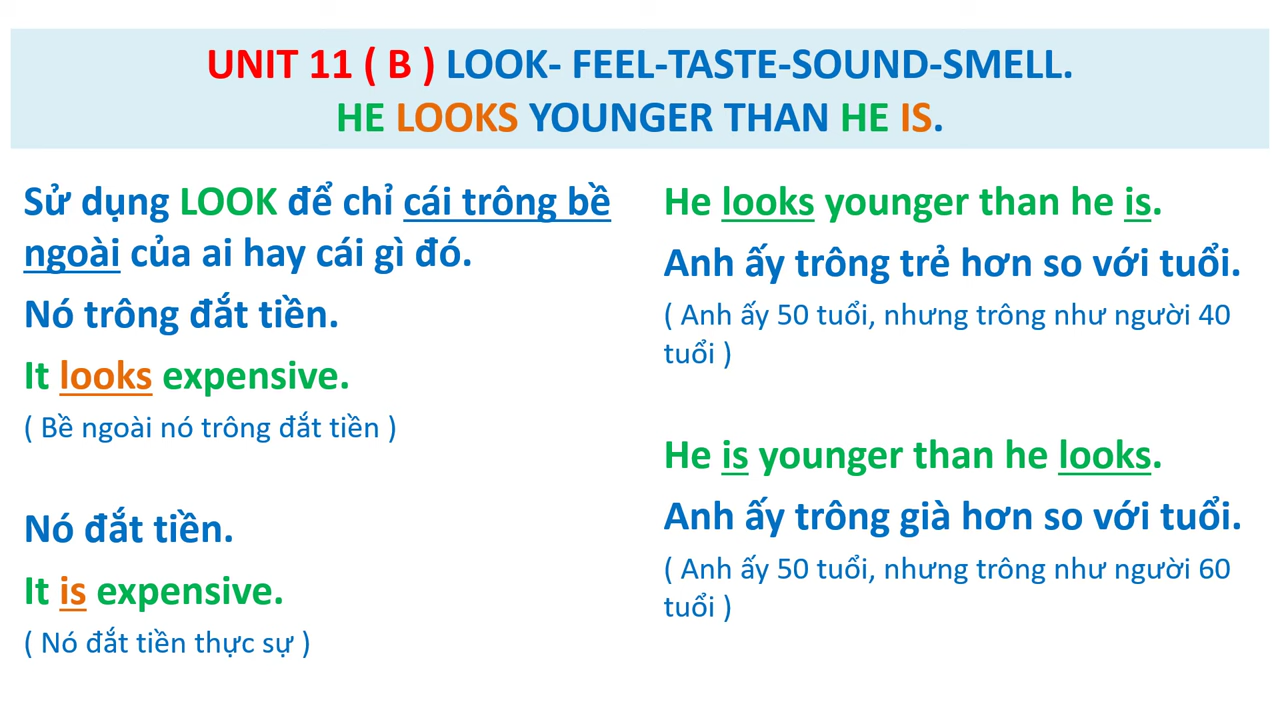 UNIT 11 ( B ) LOOK- FEEL-TASTE-SOUND-SMELL.
HE LOOKS YOUNGER THAN HE IS.
Sử dụng LOOK để chỉ cái trông bề
ngoài của ai hay cái gì đó.
Nó trông đắt tiền.
It looks expensive.
( Bề ngoài nó trông đắt tiền )
Nó đắt tiền.
It is expensive.
( Nó đắt tiền thực sự )
He looks younger than he is.
Anh ấy trông trẻ hơn so với tuổi.
( Anh ấy 50 tuổi, nhưng trông như người 40
tuổi )
He is younger than he looks.
Anh ấy trông già hơn so với tuổi.
( Anh ấy 50 tuổi, nhưng trông như người 60
tuổi )